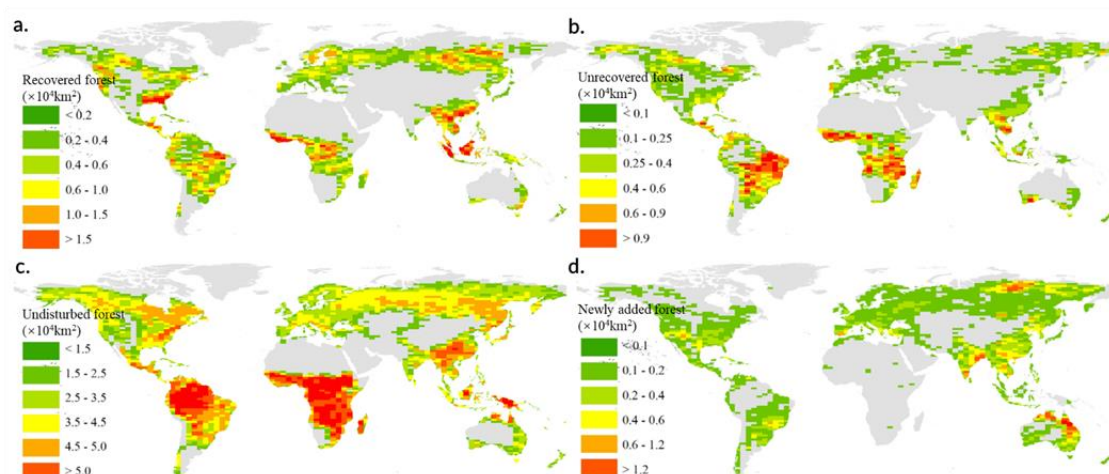 a.
Recovered forest
(×10⁴km²)
< 0.2
0.2 - 0.4
0.4 - 0.6
0.6 - 1.0
1.0 - 1.5
> 1.5
b.
Unrecovered forest
(×10⁴km²)
< 0.1
0.1 - 0.25
0.25 - 0.4
0.4 - 0.6
0.6 - 0.9
> 0.9
c.
Undisturbed forest
(×10⁴km²)
< 1.5
1.5 - 2.5
2.5 - 3.5
3.5 - 4.5
4.5 - 5.0
> 5.0
d.
Newly added forest
(×10⁴km²)
< 0.1
0.1 - 0.2
0.2 - 0.4
0.4 - 0.6
0.6 - 1.2
> 1.2